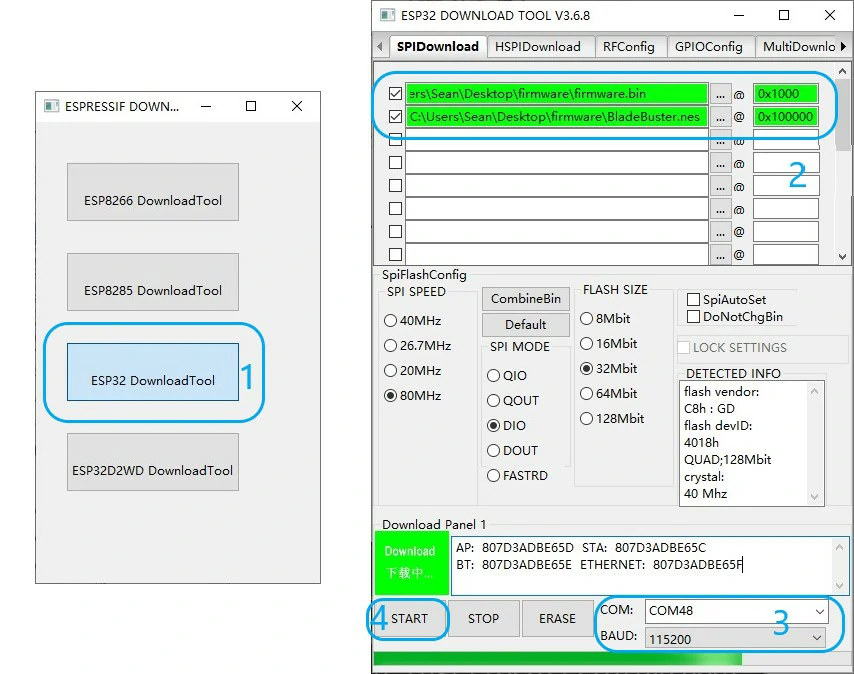 ESPRESSIF DOWN...
ESP8266 DownloadTool
ESP8285 DownloadTool
ESP32 DownloadTool
1
ESP32D2WD DownloadTool
ESP32 DOWNLOAD TOOL V3.6.8
SPIDownload HSPIDownload RFConfig GPIOConfig MultiDownlo
ers\Sean\Desktop\firmware\firmware.bin ... @ 0x1000
C:\Users\Sean\Desktop\firmware\BladeBuster.nes ... @ 0x100000
... @
... @
... @
... @
... @
... @
2
SpiFlashConfig
SPI SPEED
40MHz
26.7MHz
20MHz
80MHz
CombineBin
Default
SPI MODE
QIO
QOUT
DIO
DOUT
FASTRD
FLASH SIZE
8Mbit
16Mbit
32Mbit
64Mbit
128Mbit
SpiAutoSet
DoNotChgBin
LOCK SETTINGS
DETECTED INFO
flash vendor:
C8h : GD
flash devID:
4018h
QUAD;128Mbit
crystal:
40 Mhz
Download Panel 1
Download
下载中...
AP: 807D3ADBE65D STA: 807D3ADBE65C
BT: 807D3ADBE65E ETHERNET: 807D3ADBE65F
4 START STOP ERASE
COM: COM48
BAUD: 115200
3